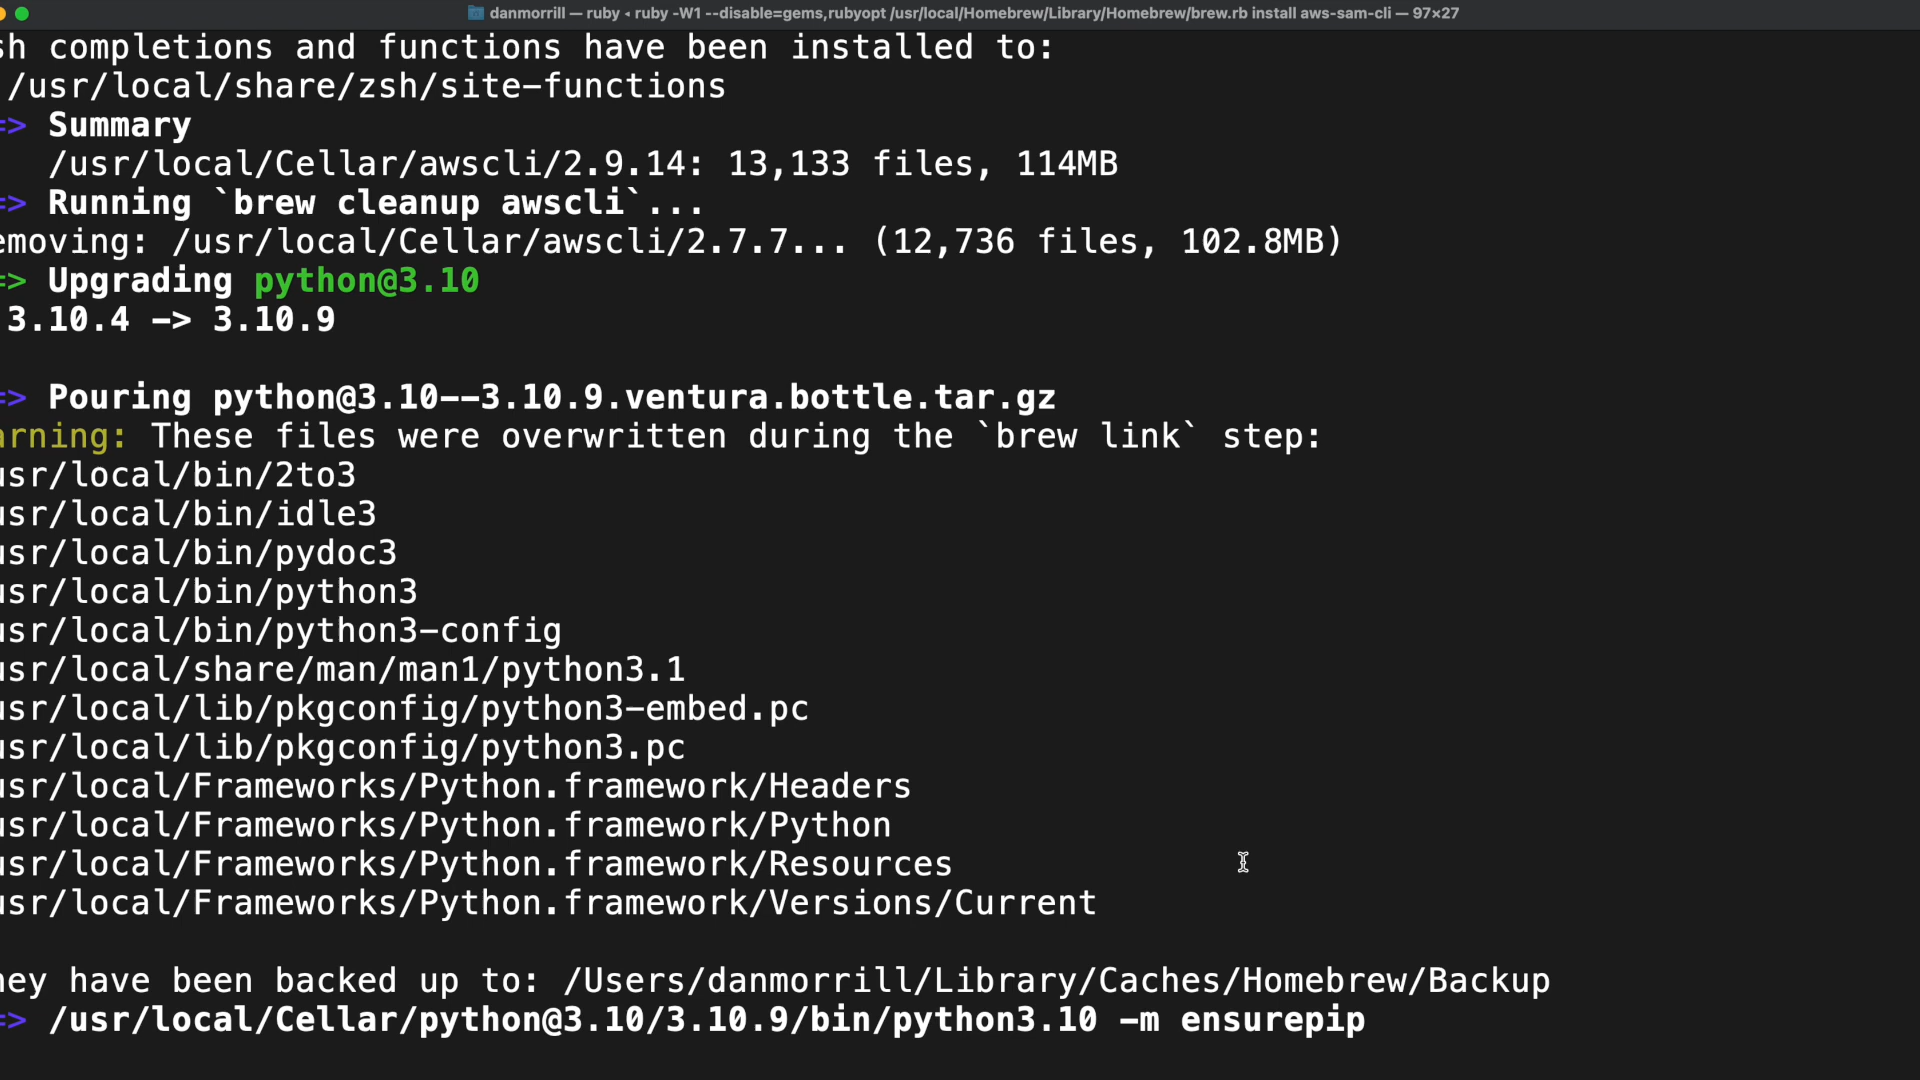 danmorrill — ruby ◂ ruby -W1 --disable=gems,rubyopt /usr/local/Homebrew/Library/Homebrew/brew.rb install aws-sam-cli — 97×27
sh completions and functions have been installed to:
/usr/local/share/zsh/site-functions
=> Summary
/usr/local/Cellar/awscli/2.9.14: 13,133 files, 114MB
=> Running `brew cleanup awscli`...
emoving: /usr/local/Cellar/awscli/2.7.7... (12,736 files, 102.8MB)
=> Upgrading python@3.10
3.10.4 -> 3.10.9
=> Pouring python@3.10--3.10.9.ventura.bottle.tar.gz
arning: These files were overwritten during the `brew link` step:
usr/local/bin/2to3
usr/local/bin/idle3
usr/local/bin/pydoc3
usr/local/bin/python3
usr/local/bin/python3-config
usr/local/share/man/man1/python3.1
usr/local/lib/pkgconfig/python3-embed.pc
usr/local/lib/pkgconfig/python3.pc
usr/local/Frameworks/Python.framework/Headers
usr/local/Frameworks/Python.framework/Python
usr/local/Frameworks/Python.framework/Resources
usr/local/Frameworks/Python.framework/Versions/Current
hey have been backed up to: /Users/danmorrill/Library/Caches/Homebrew/Backup
=> /usr/local/Cellar/python@3.10/3.10.9/bin/python3.10 -m ensurepip